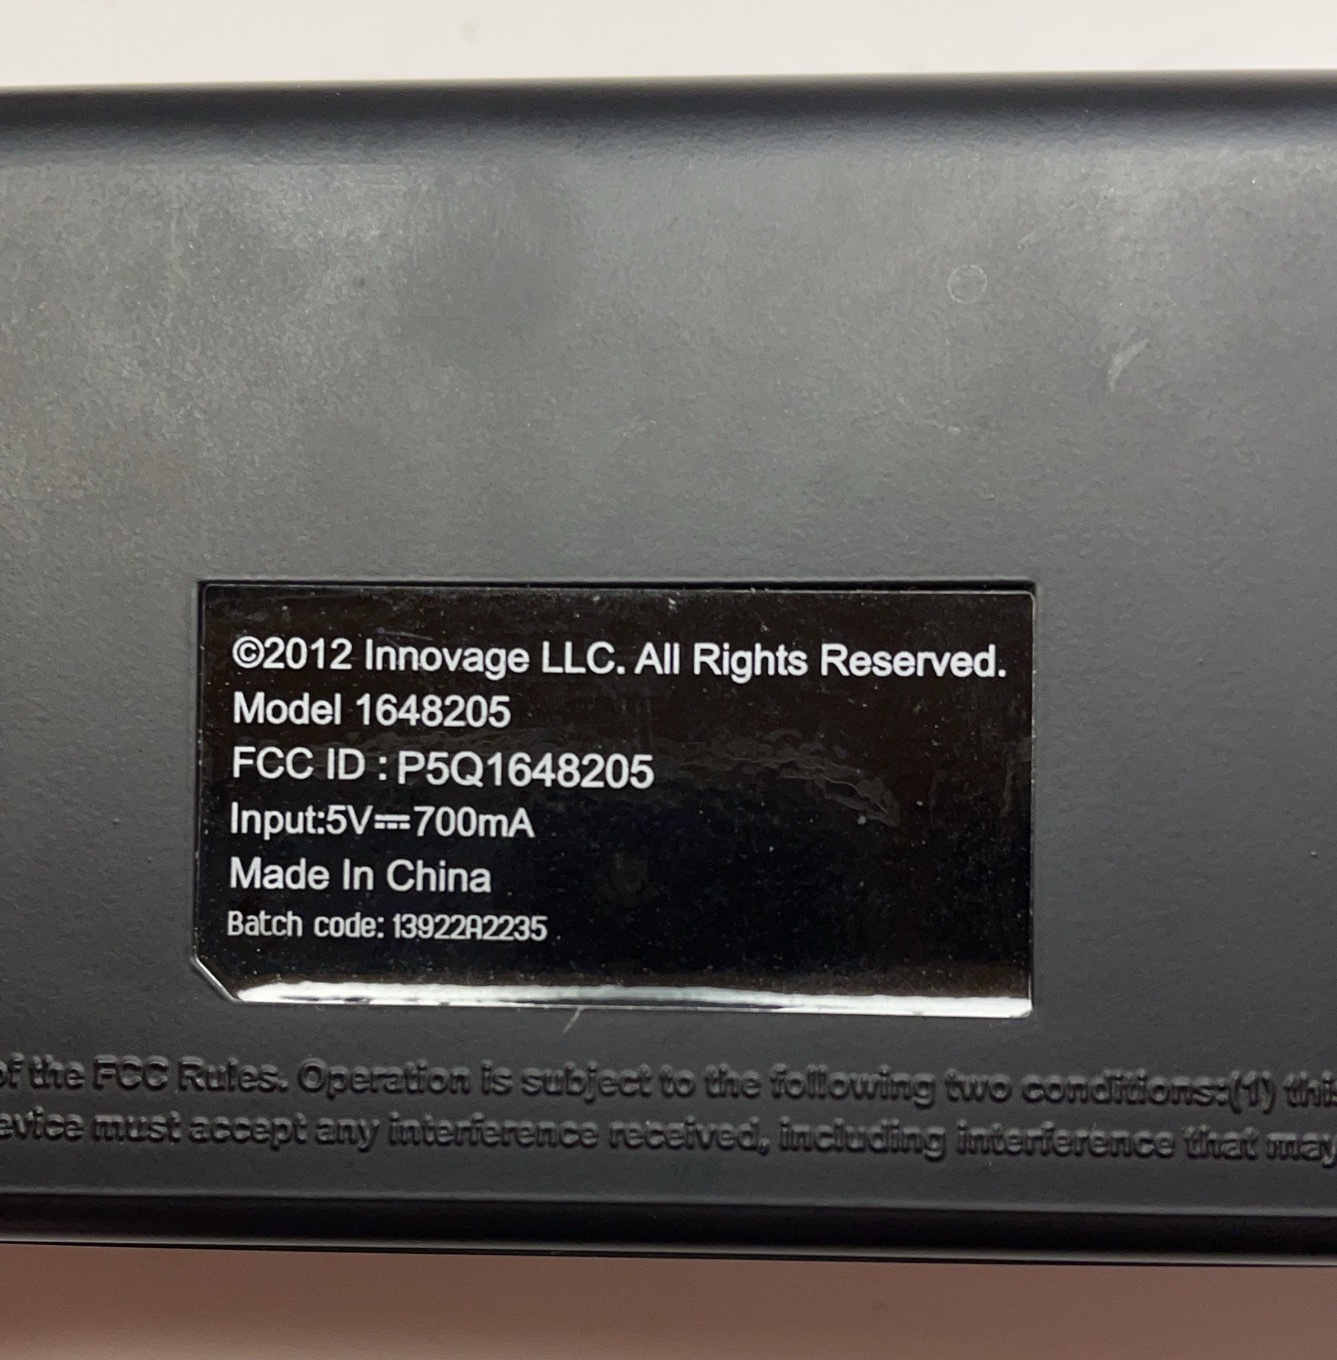 ©2012 Innovage LLC. All Rights Reserved.
Model 1648205
FCC ID : P5Q1648205
Input:5V⎓700mA
Made In China
Batch code: 13922A2235
of the FCC Rules. Operation is subject to the following two conditions:(1) this
evice must accept any interference received, including interference that may